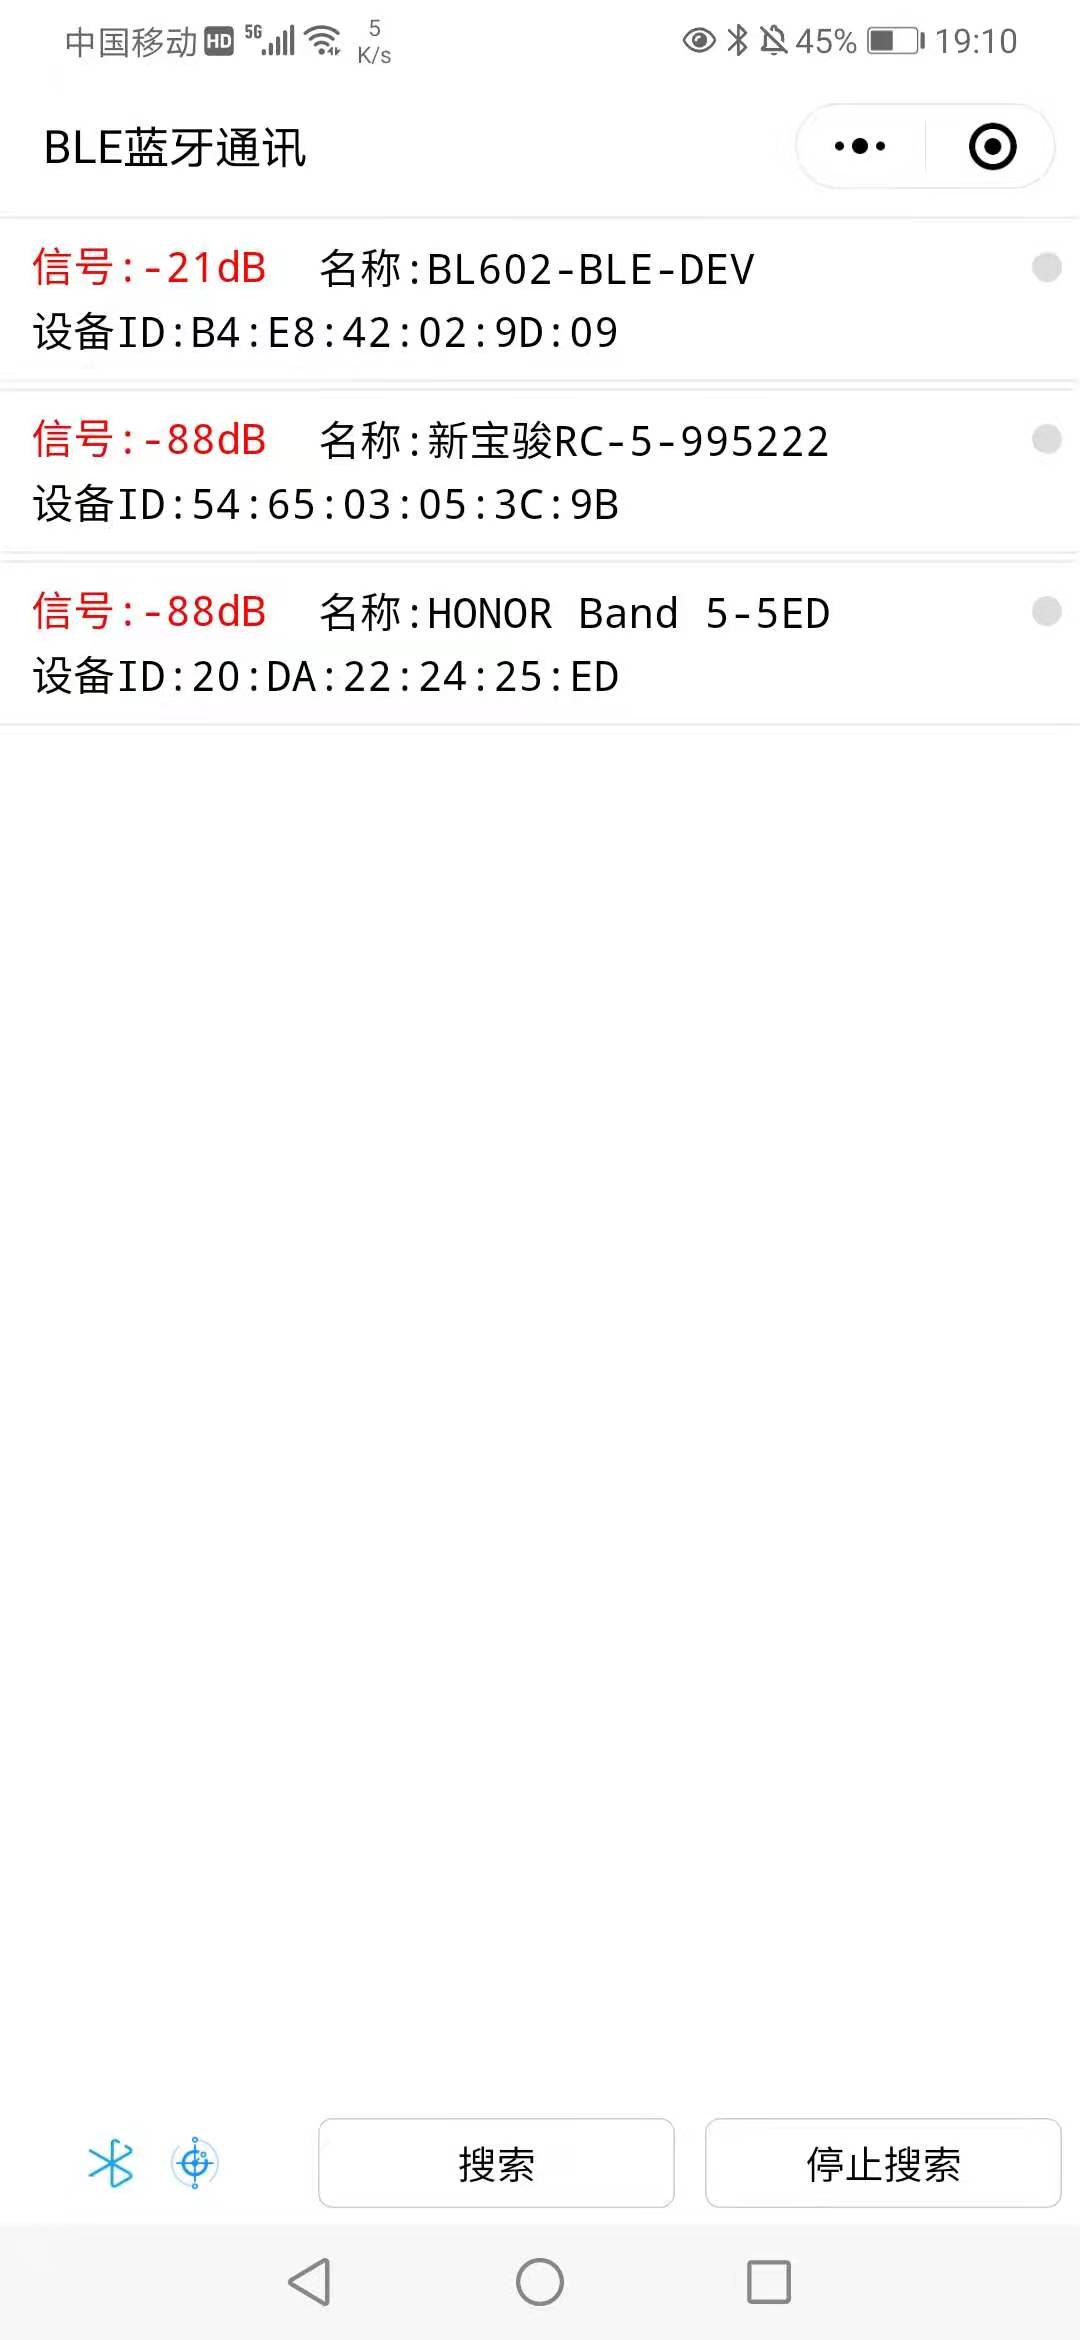 中国移动 HD 5G 5 K/s 45% 19:10
BLE蓝牙通讯
信号:-21dB 名称:BL602-BLE-DEV
设备ID:B4:E8:42:02:9D:09
信号:-88dB 名称:新宝骏RC-5-995222
设备ID:54:65:03:05:3C:9B
信号:-88dB 名称:HONOR Band 5-5ED
设备ID:20:DA:22:24:25:ED
搜索 停止搜索